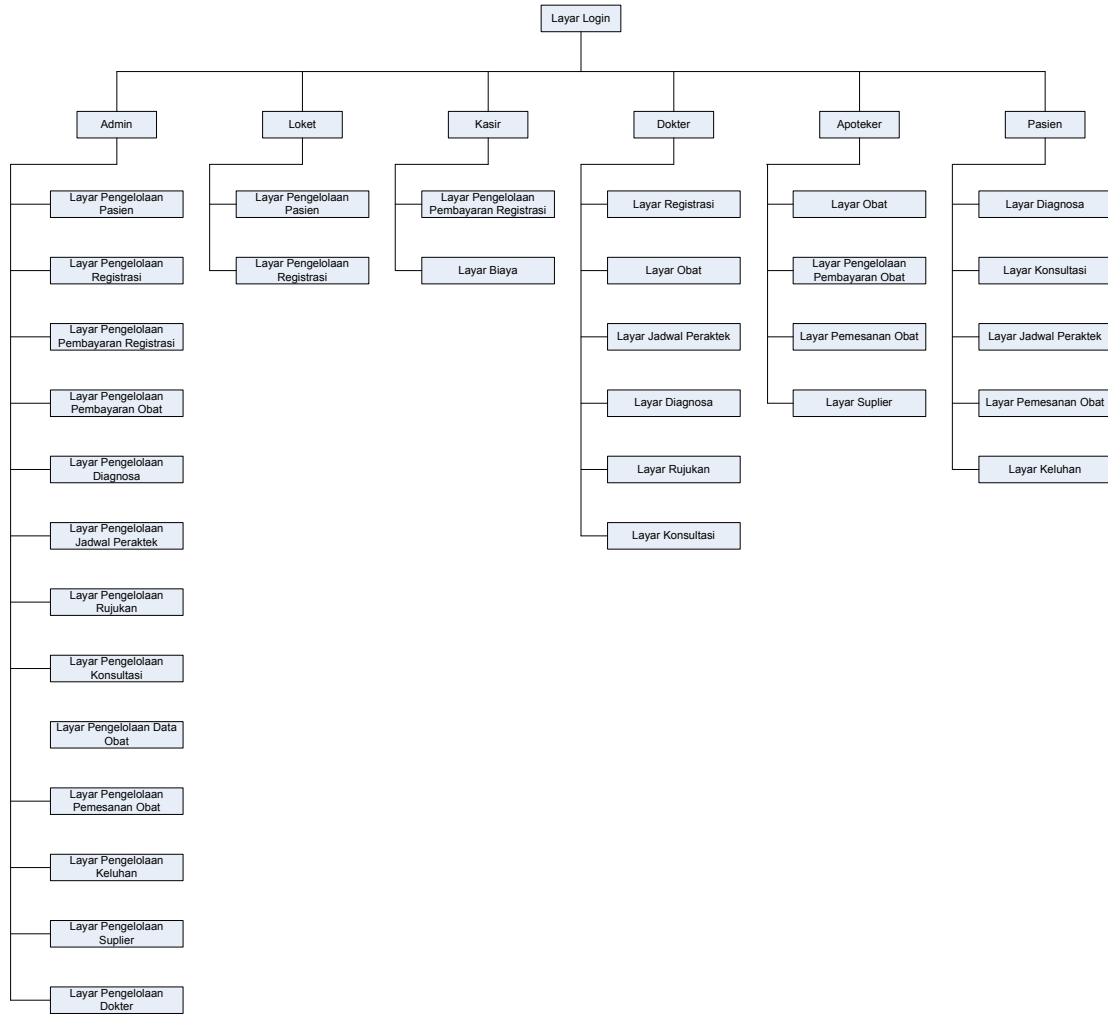 Layar Login
Admin
Loket
Kasir
Dokter
Apoteker
Pasien
Layar Pengelolaan
Pasien
Layar Pengelolaan
Registrasi
Layar Pengelolaan
Pembayaran Registrasi
Layar Pengelolaan
Pembayaran Obat
Layar Pengelolaan
Diagnosa
Layar Pengelolaan
Jadwal Peraktek
Layar Pengelolaan
Rujukan
Layar Pengelolaan
Konsultasi
Layar Pengelolaan Data
Obat
Layar Pengelolaan
Pemesanan Obat
Layar Pengelolaan
Keluhan
Layar Pengelolaan
Suplier
Layar Pengelolaan
Dokter
Layar Pengelolaan
Pasien
Layar Pengelolaan
Registrasi
Layar Pengelolaan
Pembayaran Registrasi
Layar Biaya
Layar Registrasi
Layar Obat
Layar Jadwal Peraktek
Layar Diagnosa
Layar Rujukan
Layar Konsultasi
Layar Obat
Layar Pengelolaan
Pembayaran Obat
Layar Pemesanan Obat
Layar Suplier
Layar Diagnosa
Layar Konsultasi
Layar Jadwal Peraktek
Layar Pemesanan Obat
Layar Keluhan